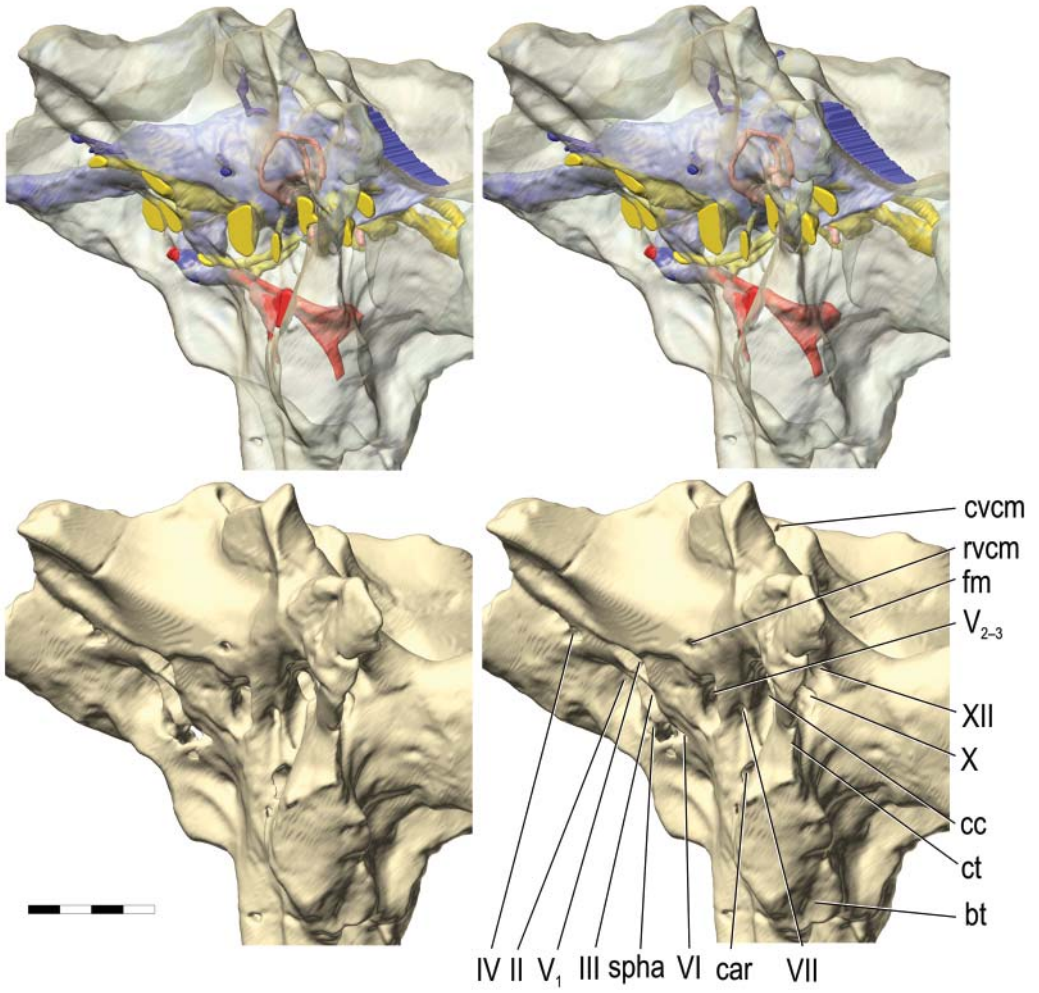 cvcm
rvcm
fm
V₂₋₃
XII
X
cc
ct
bt
IV II V₁ III spha VI car VII